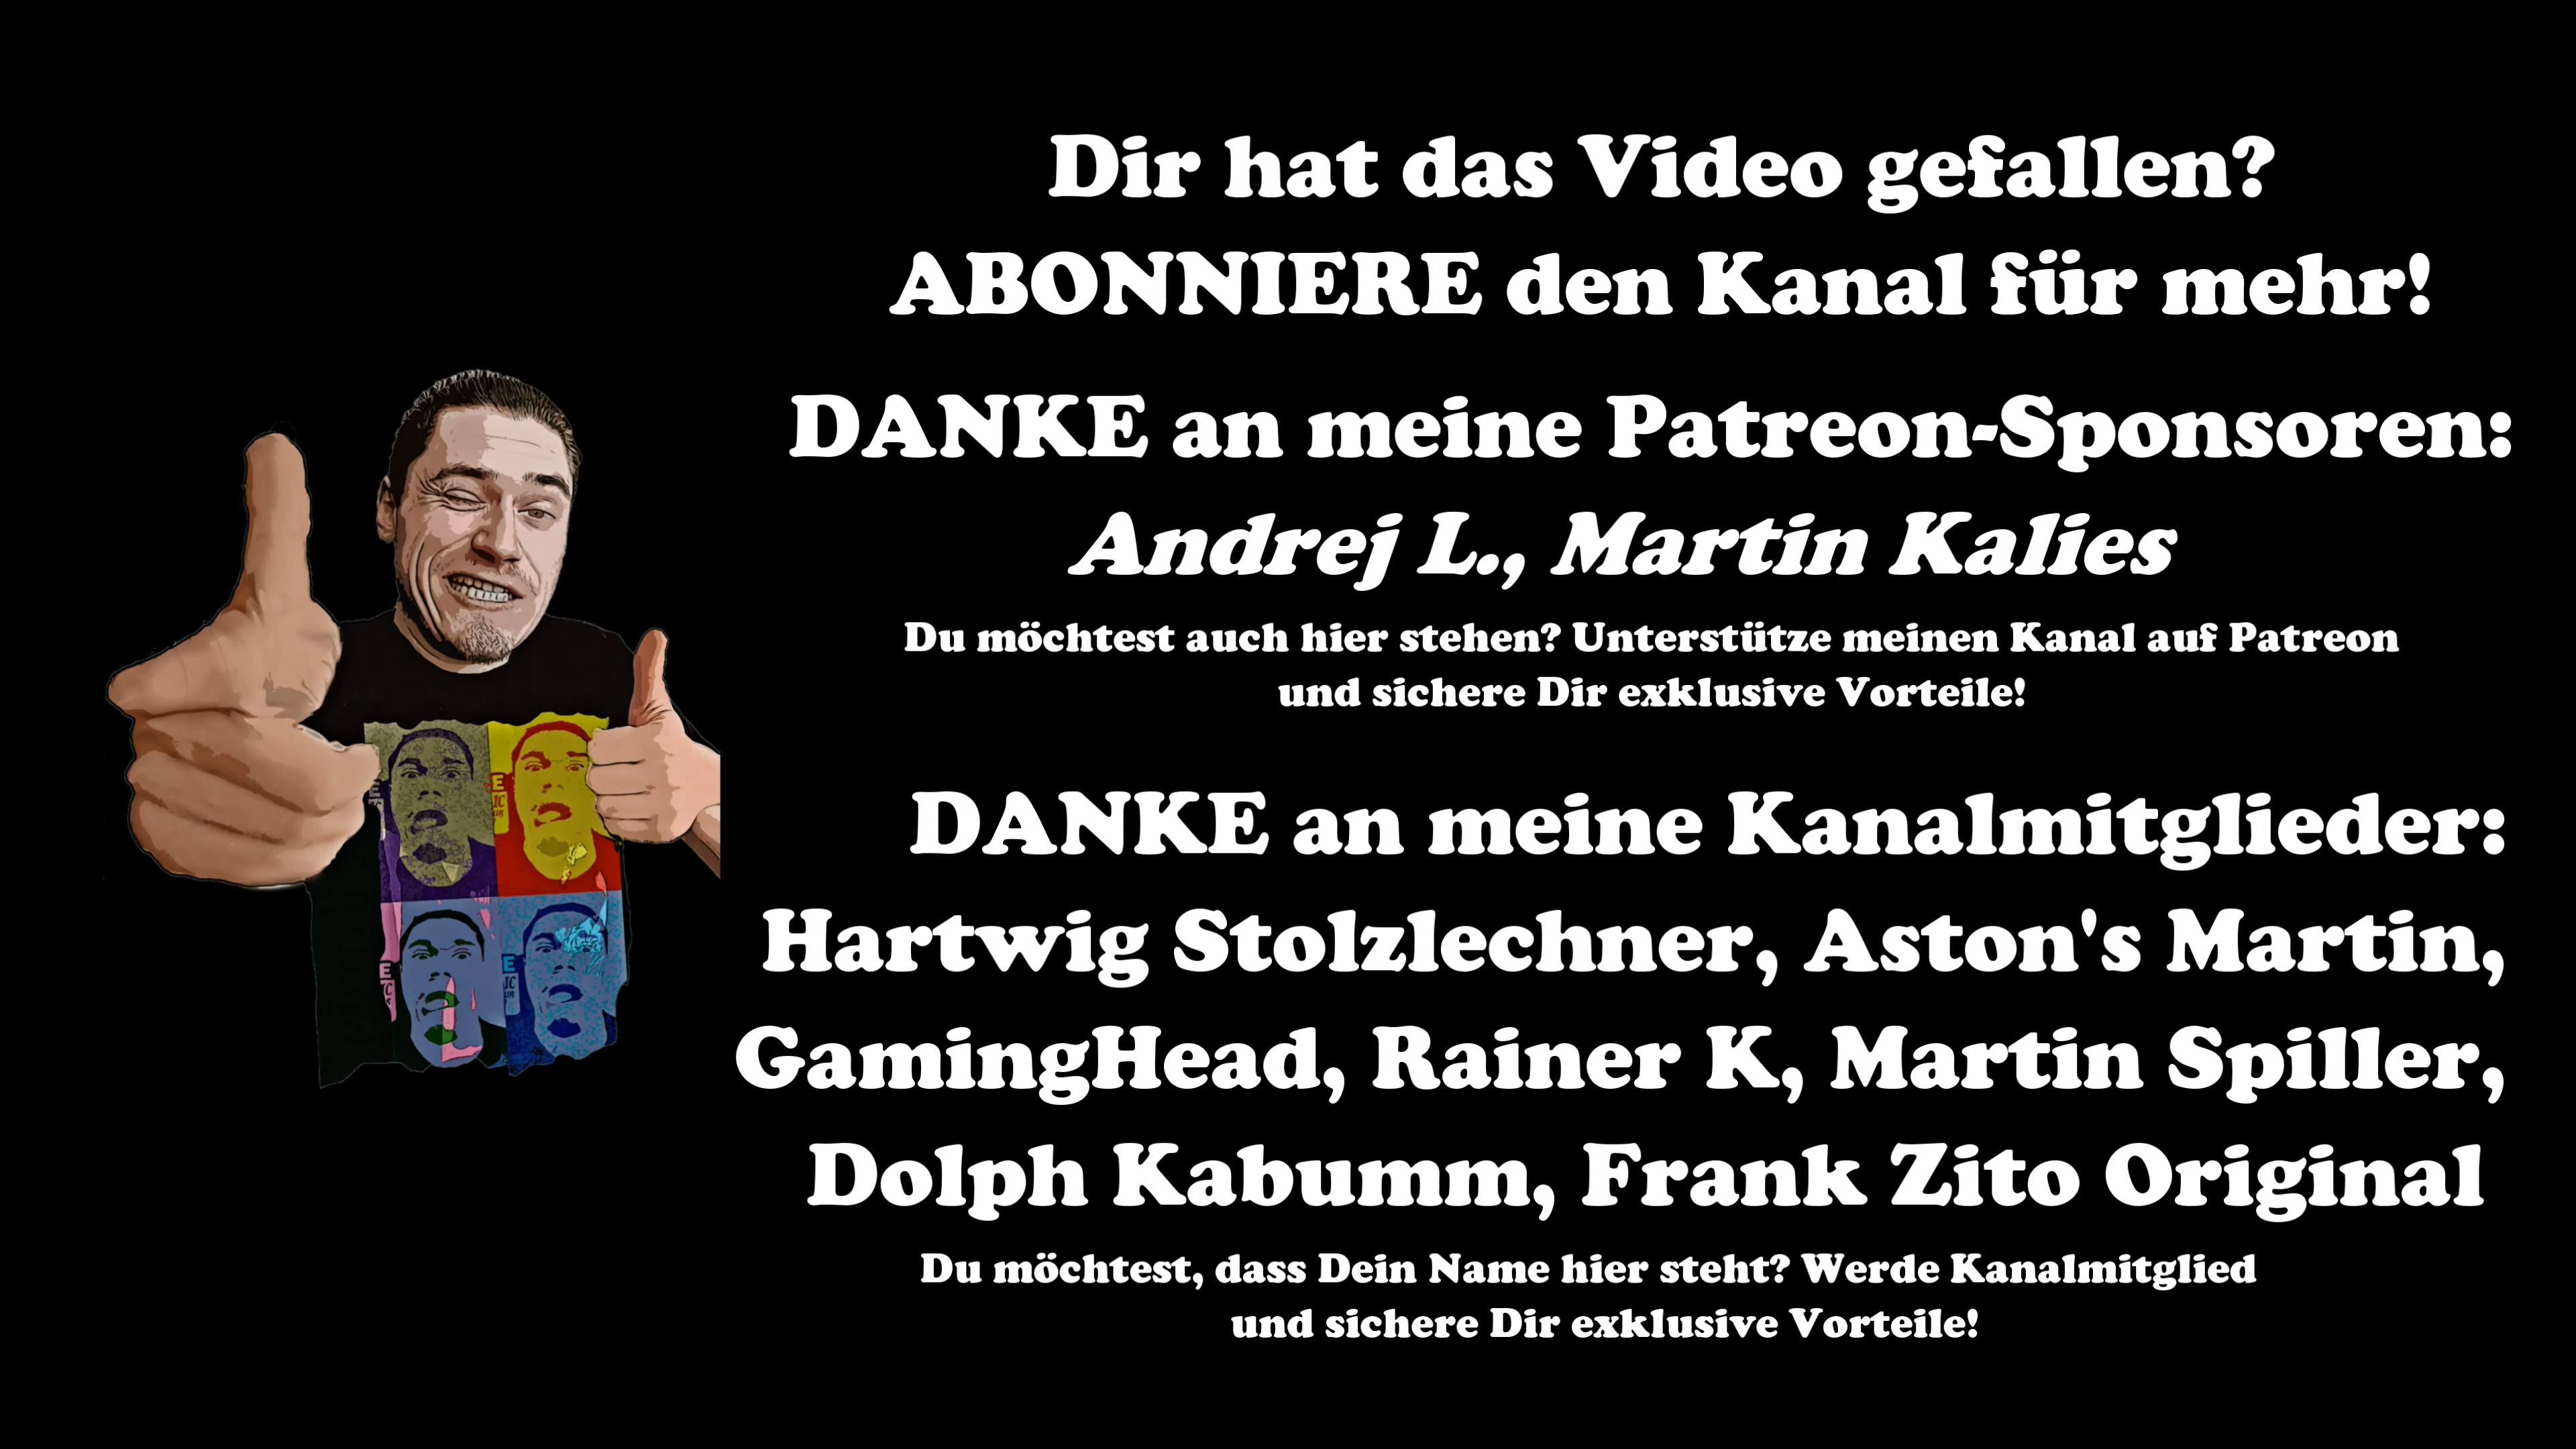 Dir hat das Video gefallen?
ABONNIERE den Kanal für mehr!
DANKE an meine Patreon-Sponsoren:
Andrej L., Martin Kalies
Du möchtest auch hier stehen? Unterstütze meinen Kanal auf Patreon
und sichere Dir exklusive Vorteile!
DANKE an meine Kanalmitglieder:
Hartwig Stolzlechner, Aston's Martin,
GamingHead, Rainer K, Martin Spiller,
Dolph Kabumm, Frank Zito Original
Du möchtest, dass Dein Name hier steht? Werde Kanalmitglied
und sichere Dir exklusive Vorteile!